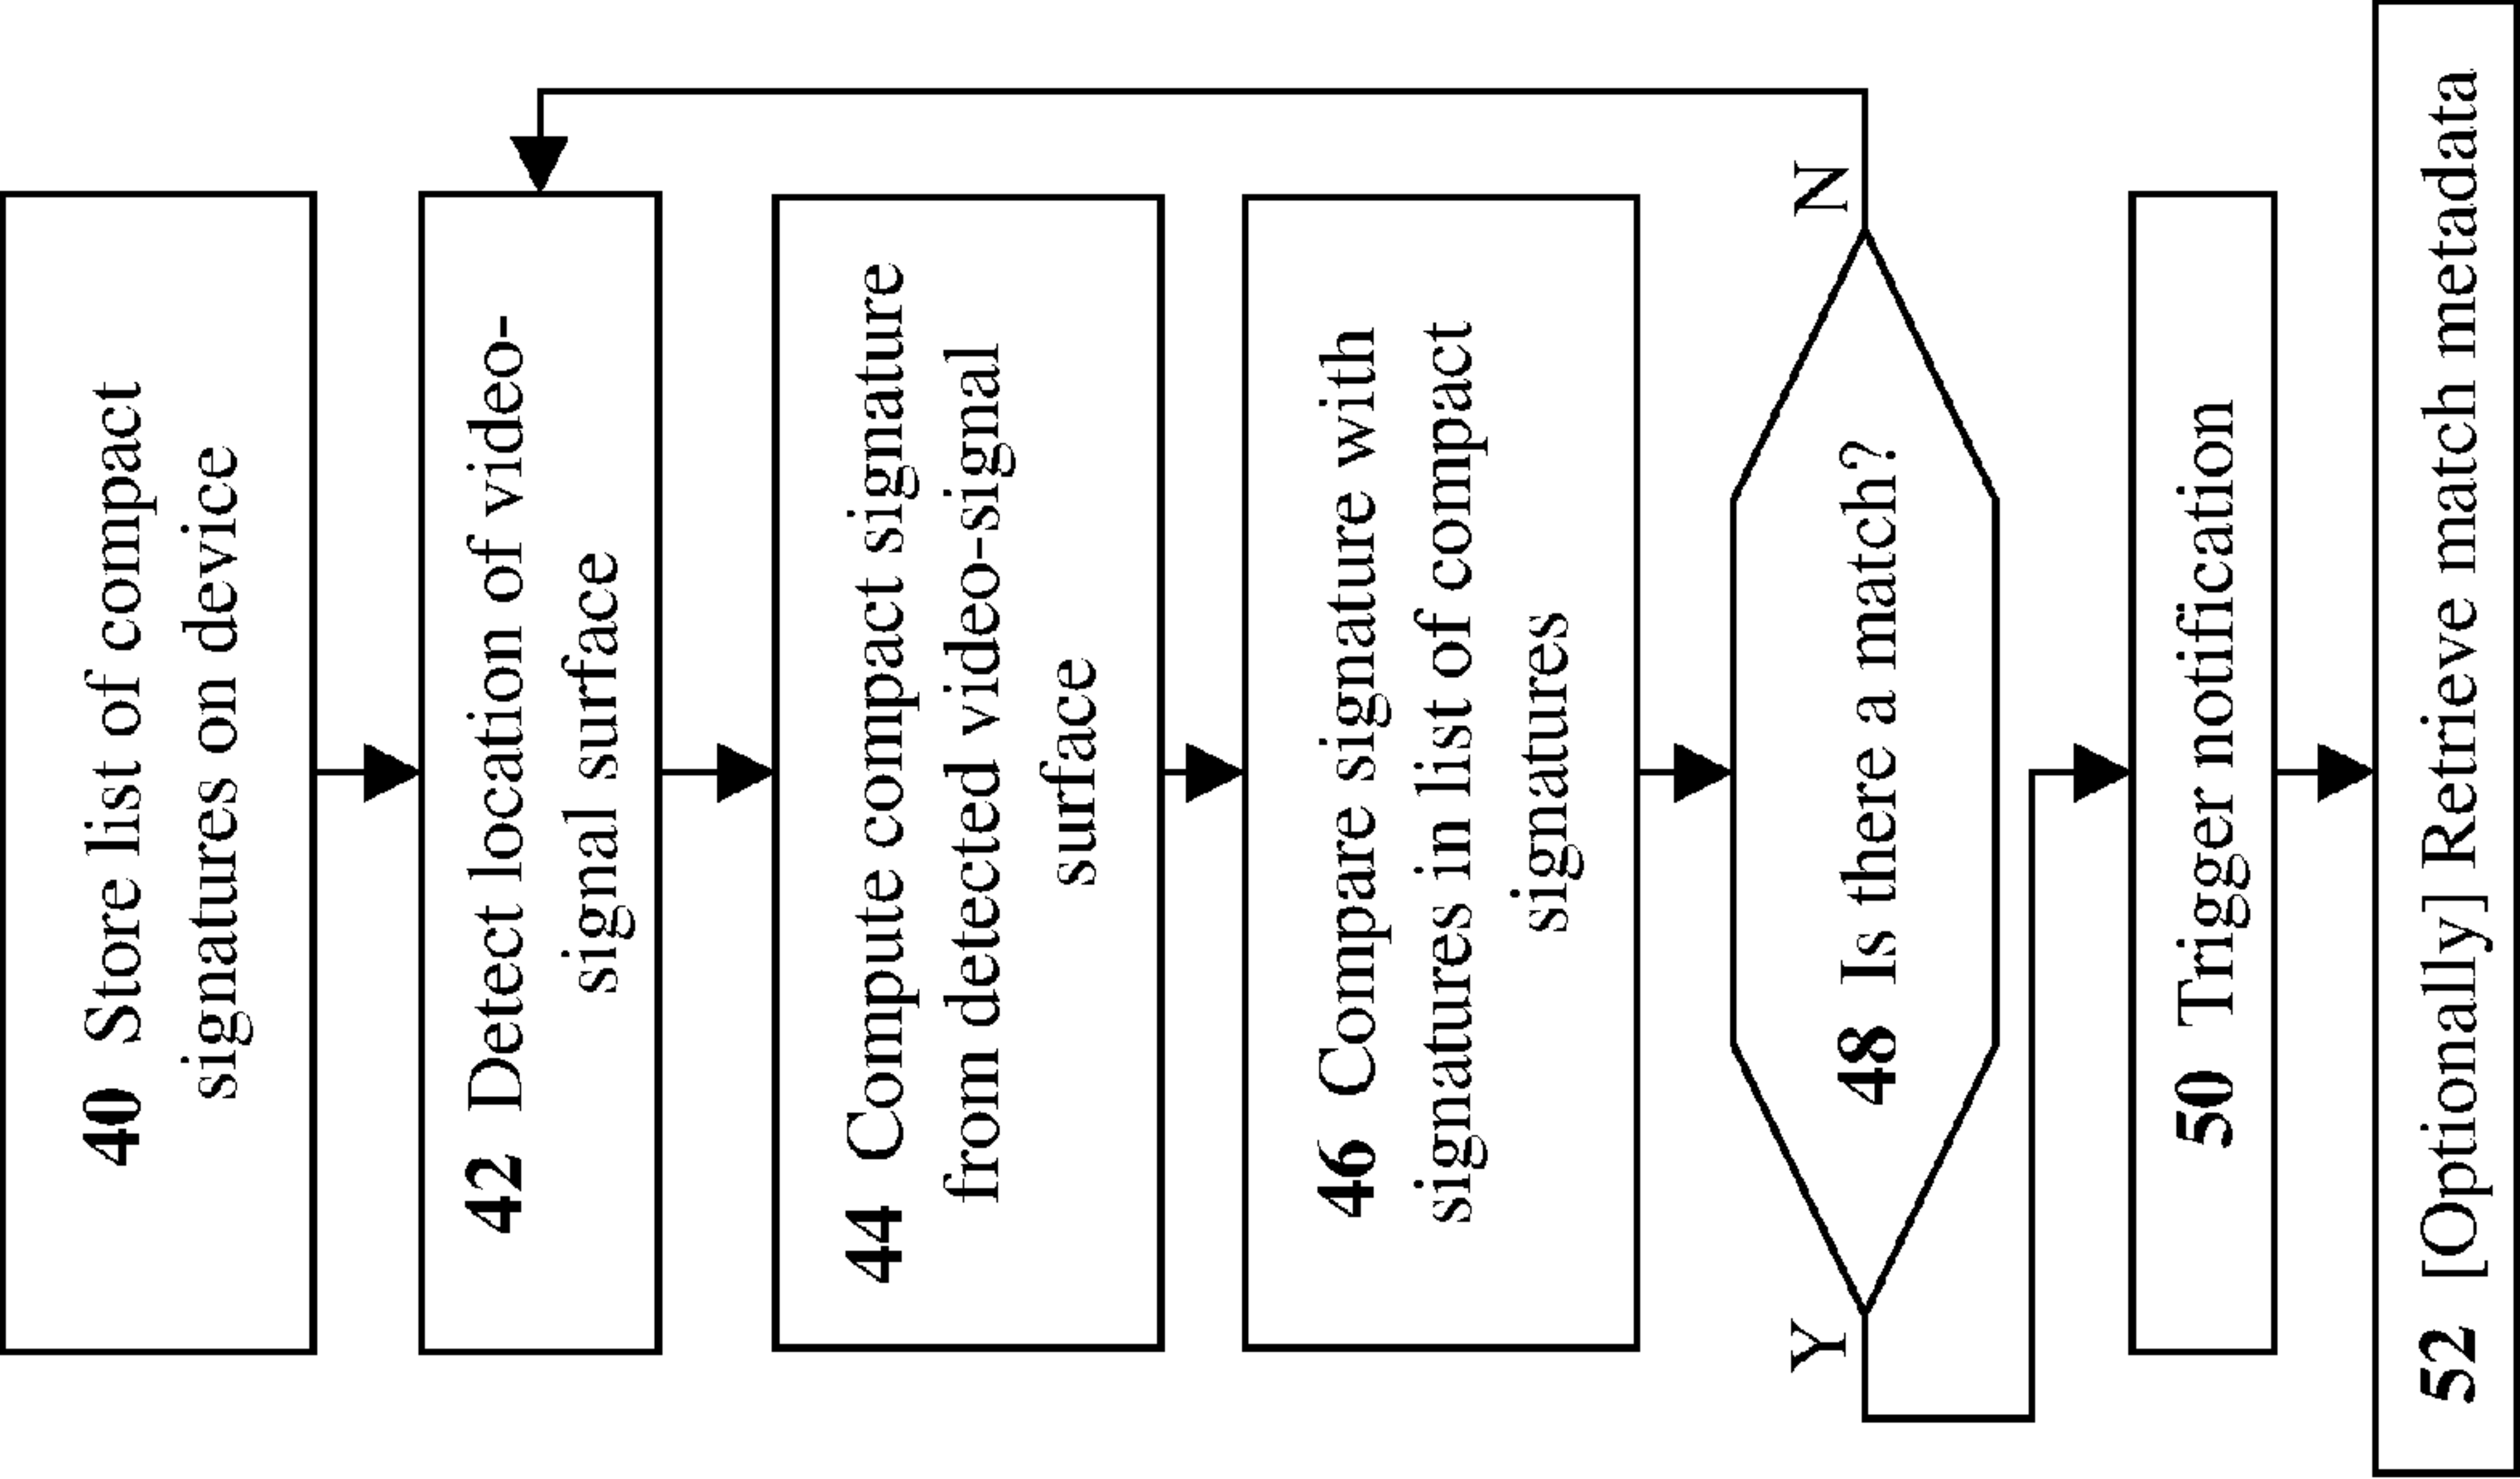 40 Store list of compact
signatures on device
42 Detect location of video-
signal surface
44 Compute compact signature
from detected video-signal
surface
46 Compare signature with
signatures in list of compact
signatures
Y
48 Is there a match?
N
50 Trigger notification
52 [Optionally] Retrieve match metadata